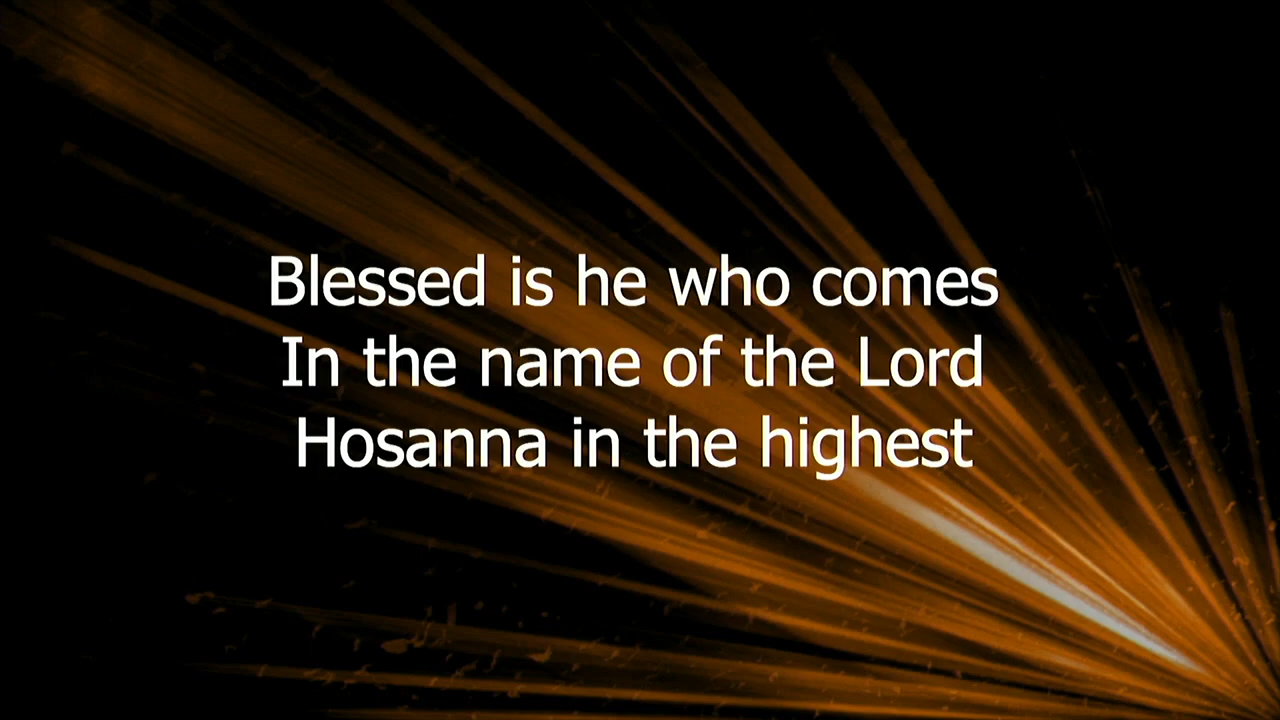 Blessed is he who comes
In the name of the Lord
Hosanna in the highest